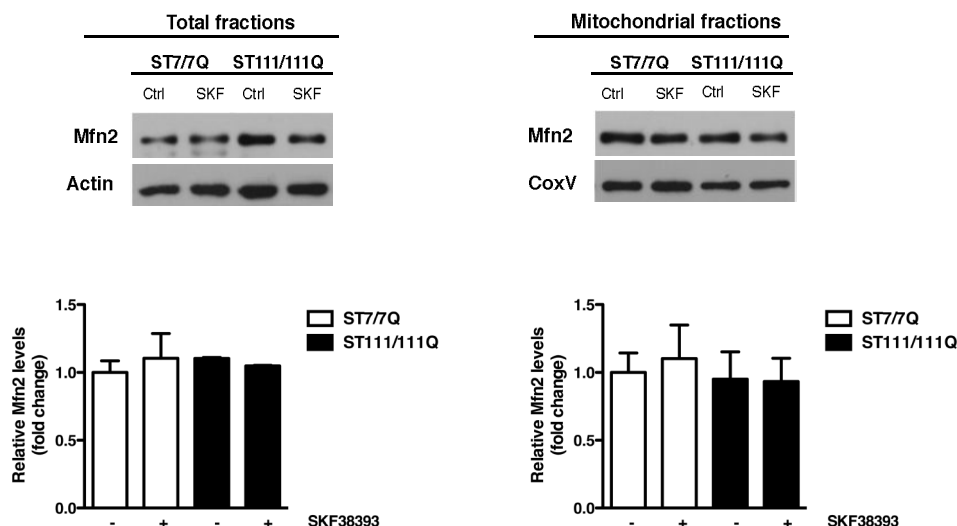 Total fractions
ST7/7Q ST111/111Q
Ctrl SKF Ctrl SKF
Mfn2
Actin
Mitochondrial fractions
ST7/7Q ST111/111Q
Ctrl SKF Ctrl SKF
Mfn2
CoxV
Relative Mfn2 levels
(fold change)
1.5
1.0
0.5
0.0
ST7/7Q
ST111/111Q
- + - + SKF38393
Relative Mfn2 levels
(fold change)
1.5
1.0
0.5
0.0
ST7/7Q
ST111/111Q
- + - + SKF38393